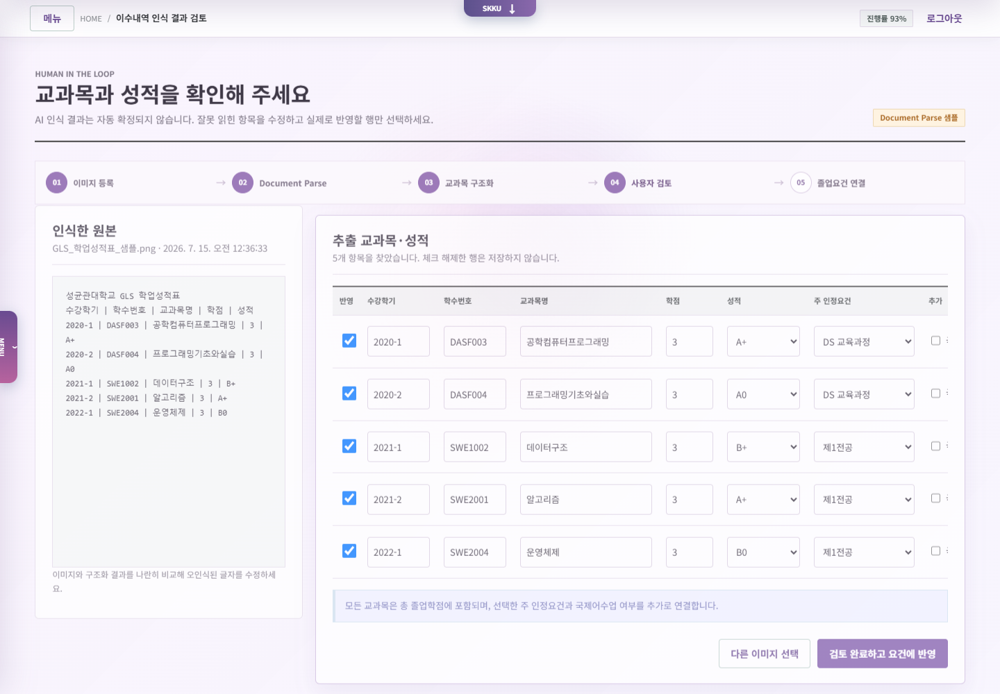 메뉴
HOME / 이수내역 인식 결과 검토
SKKU ↓
진행률 93%
로그아웃
HUMAN IN THE LOOP
교과목과 성적을 확인해 주세요
AI 인식 결과는 자동 확정되지 않습니다. 잘못 읽힌 항목을 수정하고 실제로 반영할 행만 선택하세요.
Document Parse 샘플
01 이미지 등록 → 02 Document Parse → 03 교과목 구조화 → 04 사용자 검토 → 05 졸업요건 연결
인식한 원본
GLS_학업성적표_샘플.png · 2026. 7. 15. 오전 12:36:33
성균관대학교 GLS 학업성적표
수강학기 | 학수번호 | 교과목명 | 학점 | 성적
2020-1 | DASF003 | 공학컴퓨터프로그래밍 | 3 |
A+
2020-2 | DASF004 | 프로그래밍기초와실습 | 3 |
A0
2021-1 | SWE1002 | 데이터구조 | 3 | B+
2021-2 | SWE2001 | 알고리즘 | 3 | A+
2022-1 | SWE2004 | 운영체제 | 3 | B0
이미지와 구조화 결과를 나란히 비교해 오인식된 글자를 수정하세
요.
MENU
추출 교과목·성적
5개 항목을 찾았습니다. 체크 해제한 행은 저장하지 않습니다.
반영 수강학기 학수번호 교과목명 학점 성적 주 인정요건 추가
2020-1 DASF003 공학컴퓨터프로그래밍 3 A+ DS 교육과정
2020-2 DASF004 프로그래밍기초와실습 3 A0 DS 교육과정
2021-1 SWE1002 데이터구조 3 B+ 제1전공
2021-2 SWE2001 알고리즘 3 A+ 제1전공
2022-1 SWE2004 운영체제 3 B0 제1전공
모든 교과목은 총 졸업학점에 포함되며, 선택한 주 인정요건과 국제어수업 여부를 추가로 연결합니다.
다른 이미지 선택
검토 완료하고 요건에 반영